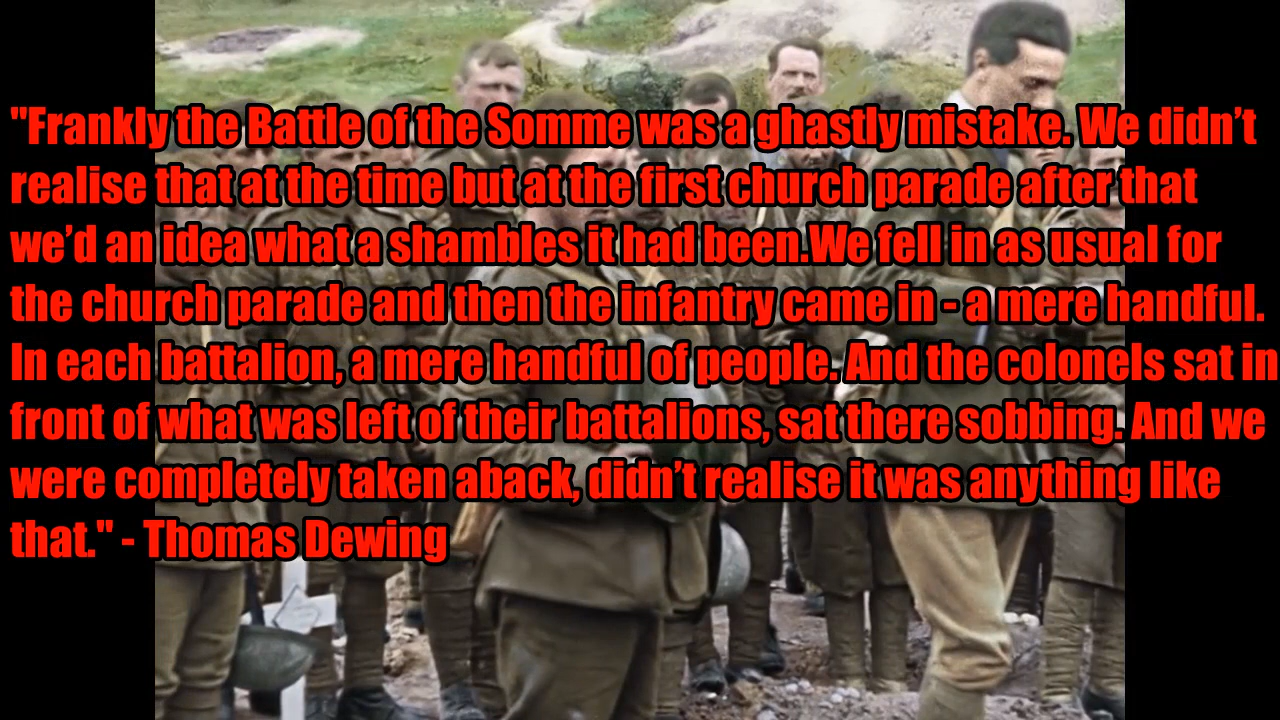 "Frankly the Battle of the Somme was a ghastly mistake. We didn’t
realise that at the time but at the first church parade after that
we’d an idea what a shambles it had been.We fell in as usual for
the church parade and then the infantry came in - a mere handful.
In each battalion, a mere handful of people. And the colonels sat in
front of what was left of their battalions, sat there sobbing. And we
were completely taken aback, didn’t realise it was anything like
that." - Thomas Dewing